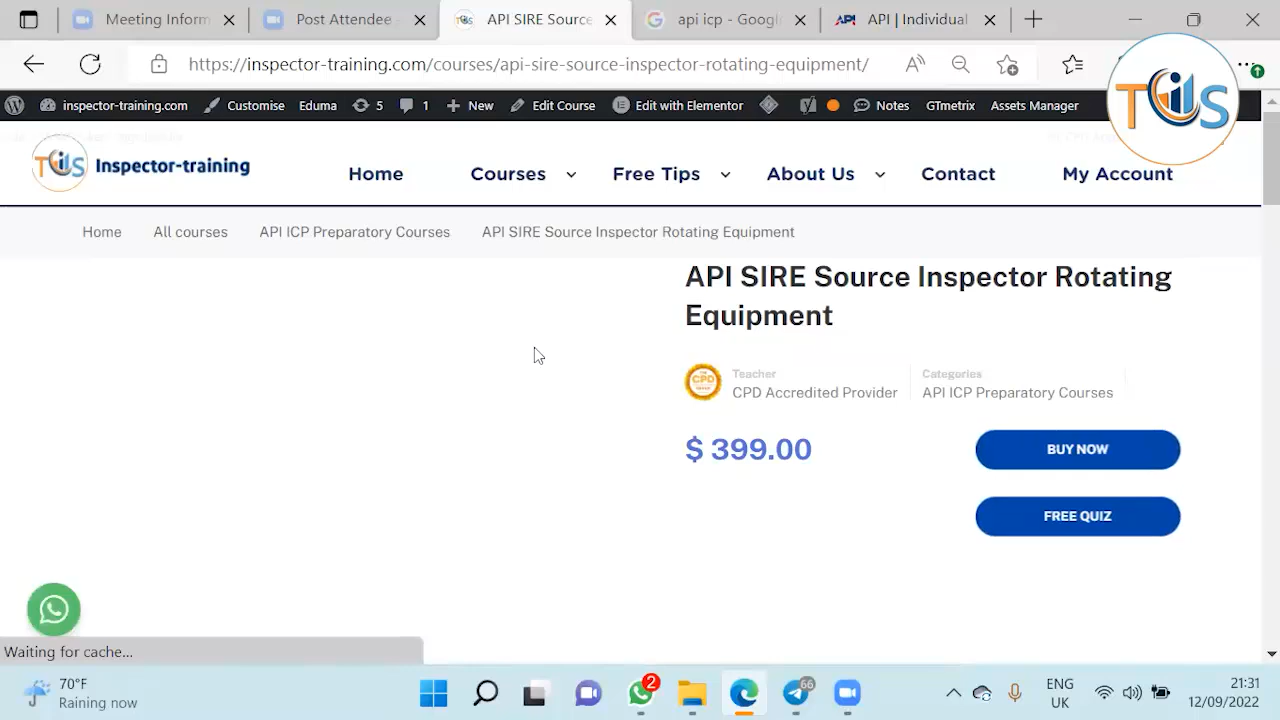 Meeting Inform
Post Attendee
API SIRE Source
api icp - Googl
API
API | Individual
https://inspector-training.com/courses/api-sire-source-inspector-rotating-equipment/
inspector-training.com
Customise
Eduma
5
1
New
Edit Course
Edit with Elementor
Notes
GTmetrix
Assets Manager
TIIS
TIIS
Inspector-training
Home
Courses
Free Tips
About Us
Contact
My Account
Home
All courses
API ICP Preparatory Courses
API SIRE Source Inspector Rotating Equipment
API SIRE Source Inspector Rotating
Equipment
CPD
Teacher
CPD Accredited Provider
Categories
API ICP Preparatory Courses
$ 399.00
BUY NOW
FREE QUIZ
Waiting for cache...
70°F
Raining now
2
66
ENG
UK
21:31
12/09/2022